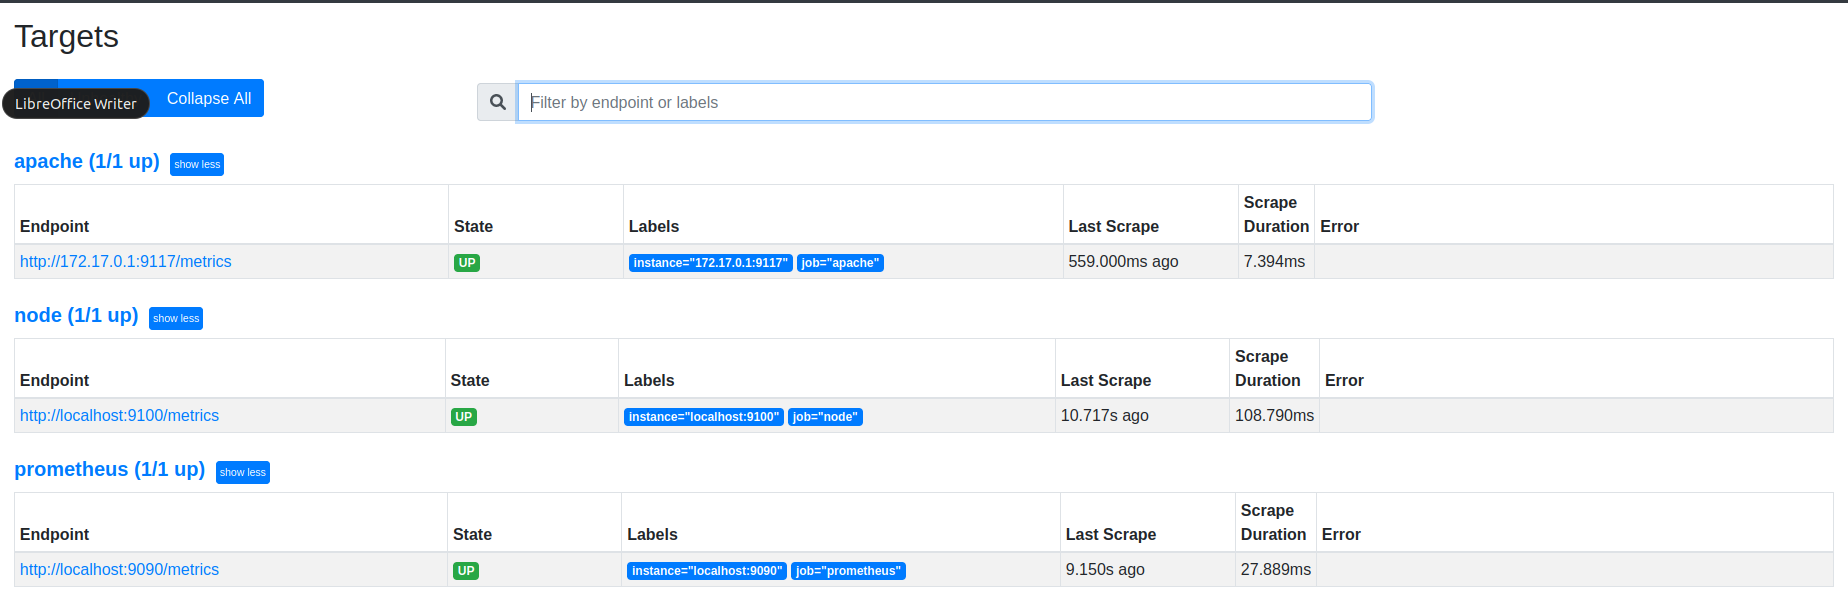 Targets
LibreOffice Writer
Collapse All
Filter by endpoint or labels
apache (1/1 up) show less
Endpoint State Labels Last Scrape Scrape Duration Error
http://172.17.0.1:9117/metrics UP instance="172.17.0.1:9117" job="apache" 559.000ms ago 7.394ms
node (1/1 up) show less
Endpoint State Labels Last Scrape Scrape Duration Error
http://localhost:9100/metrics UP instance="localhost:9100" job="node" 10.717s ago 108.790ms
prometheus (1/1 up) show less
Endpoint State Labels Last Scrape Scrape Duration Error
http://localhost:9090/metrics UP instance="localhost:9090" job="prometheus" 9.150s ago 27.889ms